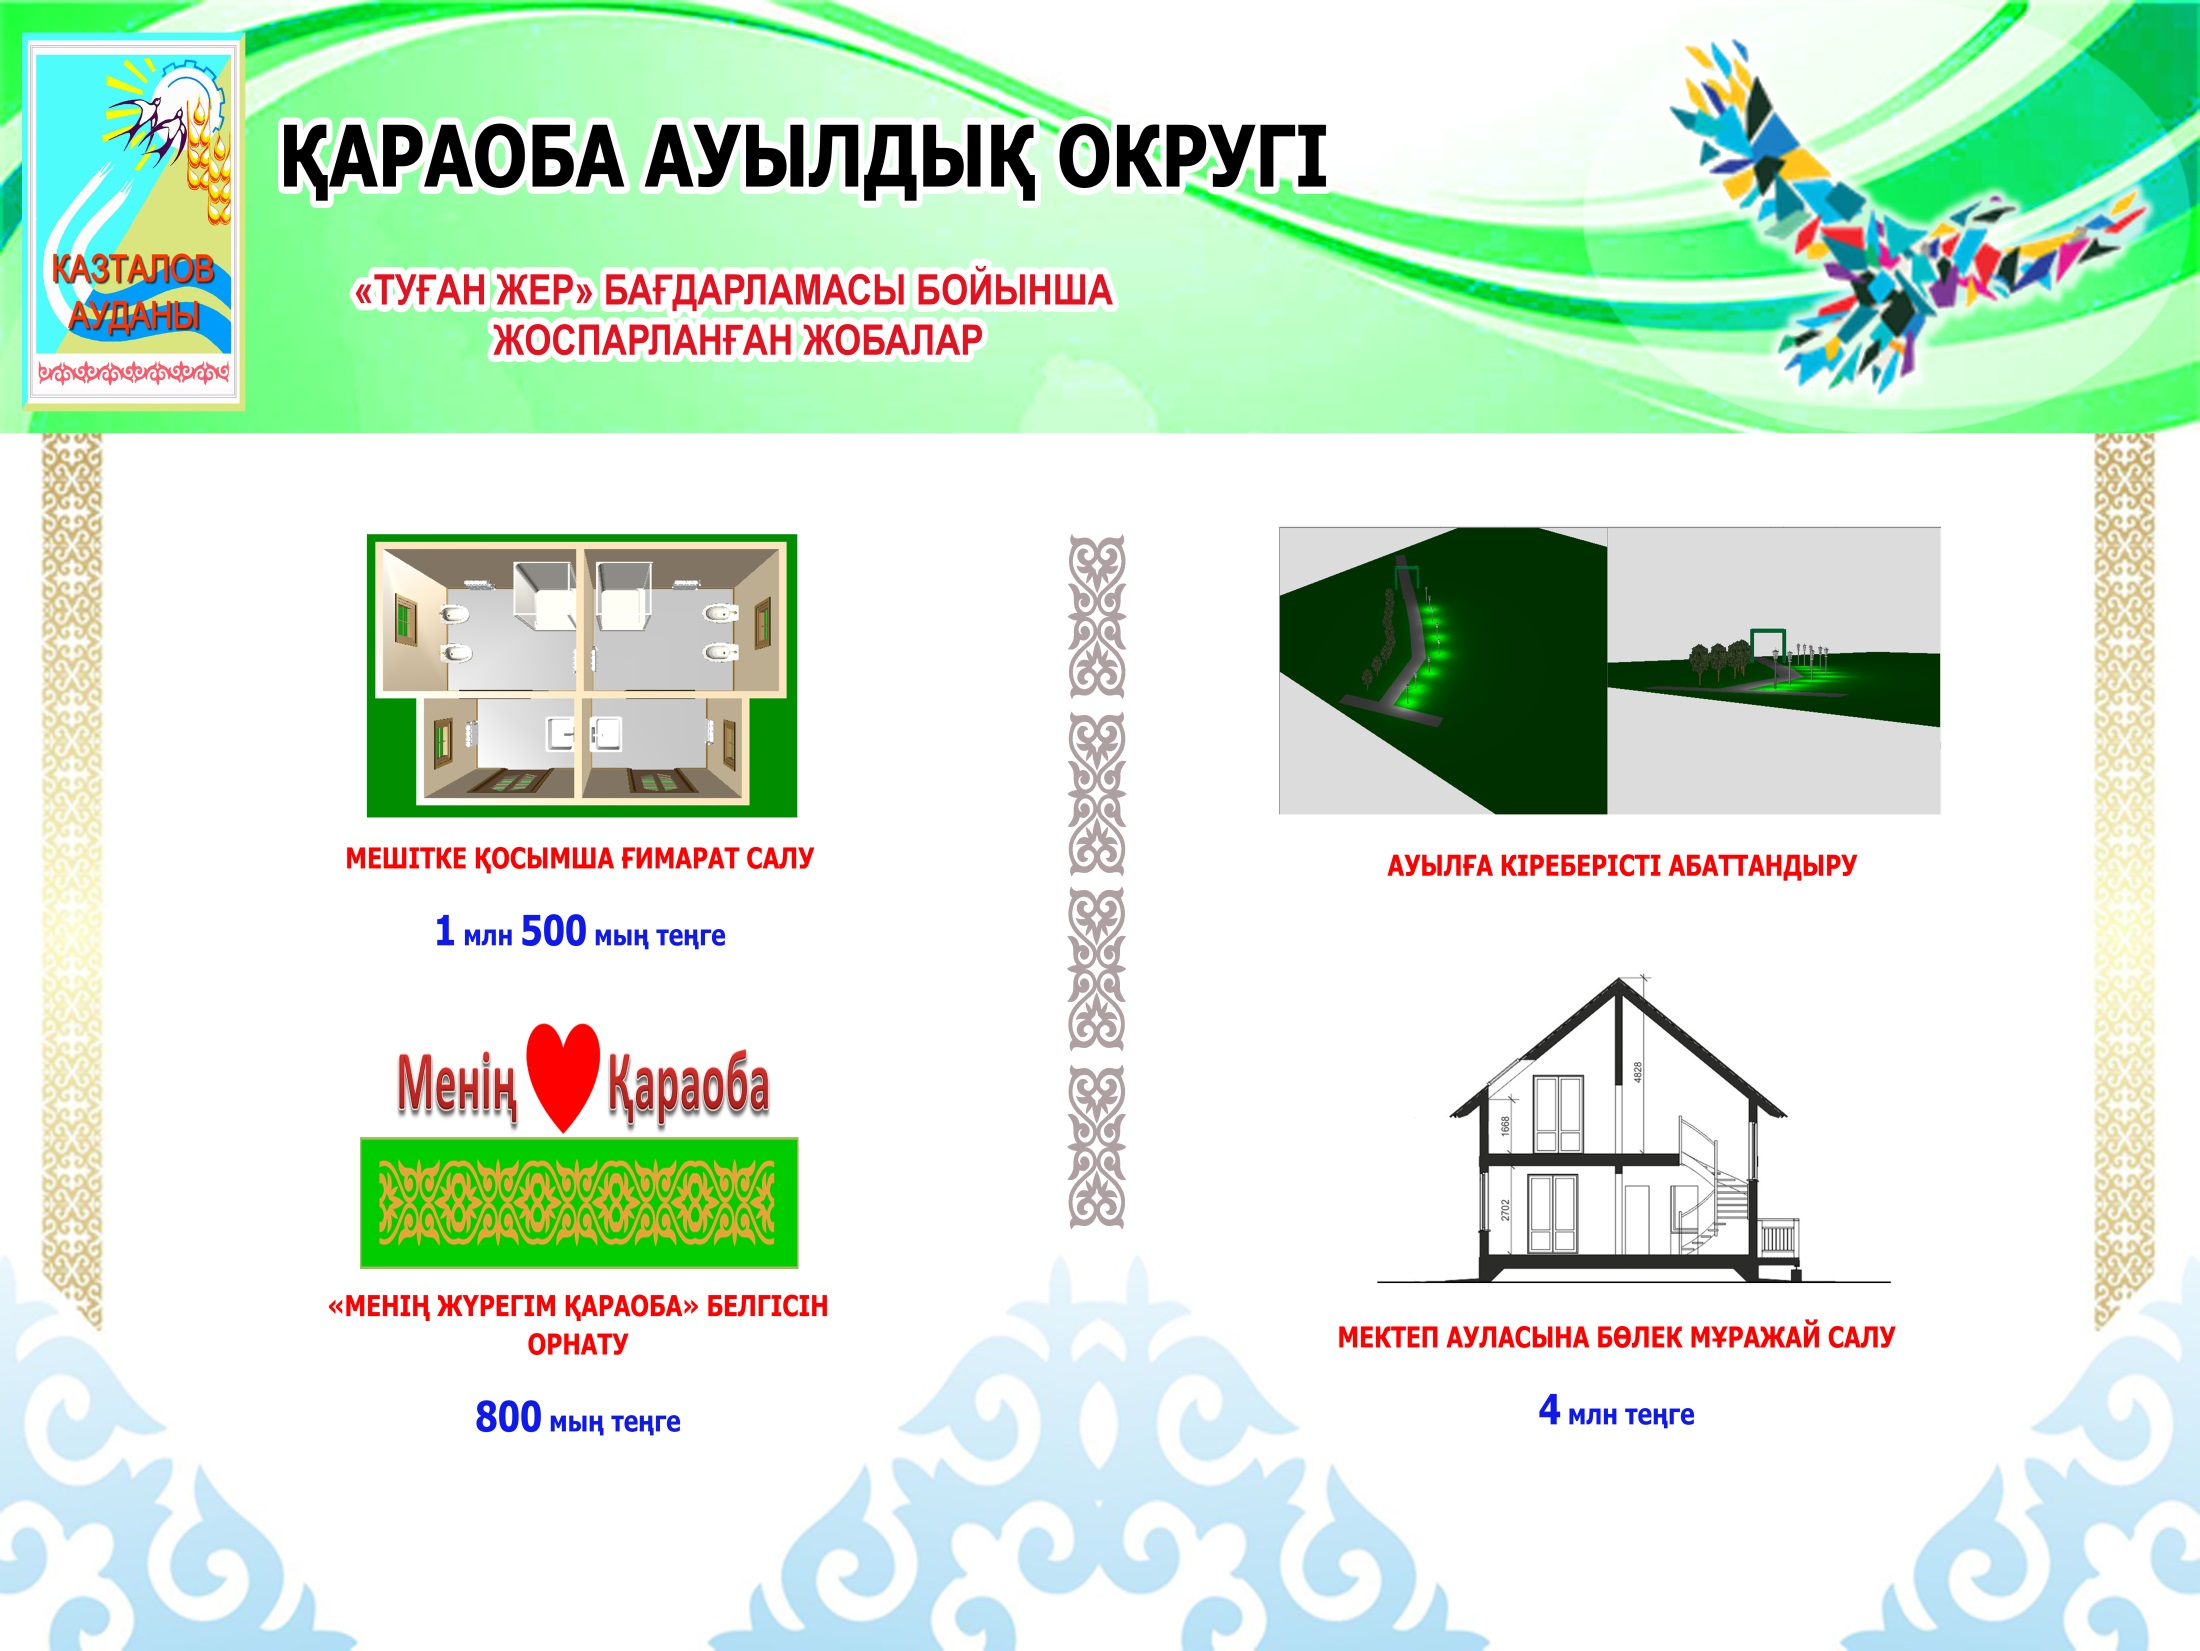 КАЗТАЛОВ
АУДАНЫ
ҚАРАОБА АУЫЛДЫҚ ОКРУГІ
«ТУҒАН ЖЕР» БАҒДАРЛАМАСЫ БОЙЫНША
ЖОСПАРЛАНҒАН ЖОБАЛАР
МЕШІТКЕ ҚОСЫМША ҒИМАРАТ САЛУ
1 млн 500 мың теңге
Менің Қараоба
«МЕНІҢ ЖҮРЕГІМ ҚАРАОБА» БЕЛГІСІН
ОРНАТУ
800 мың теңге
АУЫЛҒА КІРЕБЕРІСТІ АБАТТАНДЫРУ
4828
1668
2702
МЕКТЕП АУЛАСЫНА БӨЛЕК МҰРАЖАЙ САЛУ
4 млн теңге